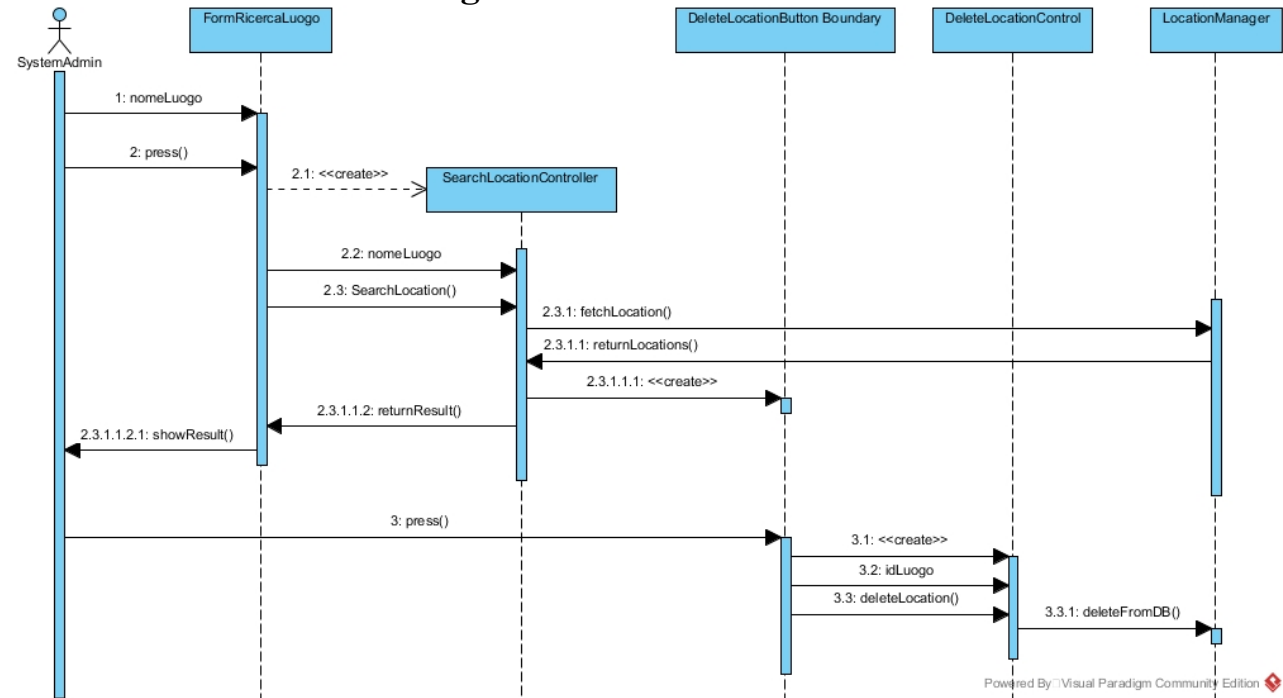 FormRicercaLuogo
DeleteLocationButton Boundary
DeleteLocationControl
LocationManager
SystemAdmin
1: nomeLuogo
2: press()
2.1: <<create>>
SearchLocationController
2.2: nomeLuogo
2.3: SearchLocation()
2.3.1: fetchLocation()
2.3.1.1: returnLocations()
2.3.1.1.1: <<create>>
2.3.1.1.2: returnResult()
2.3.1.1.2.1: showResult()
3: press()
3.1: <<create>>
3.2: idLuogo
3.3: deleteLocation()
3.3.1: deleteFromDB()
Powered By Visual Paradigm Community Edition